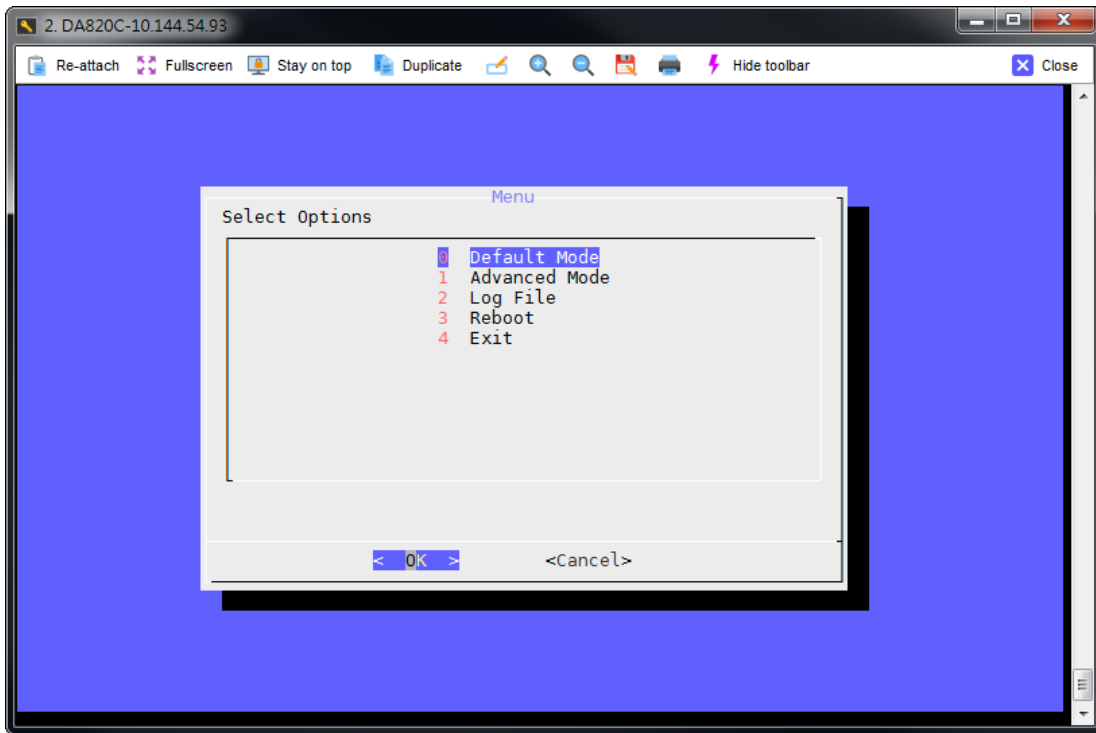 2. DA820C-10.144.54.93
Re-attach Fullscreen Stay on top Duplicate Hide toolbar Close
Menu
Select Options
0 Default Mode
1 Advanced Mode
2 Log File
3 Reboot
4 Exit
< OK > <Cancel>